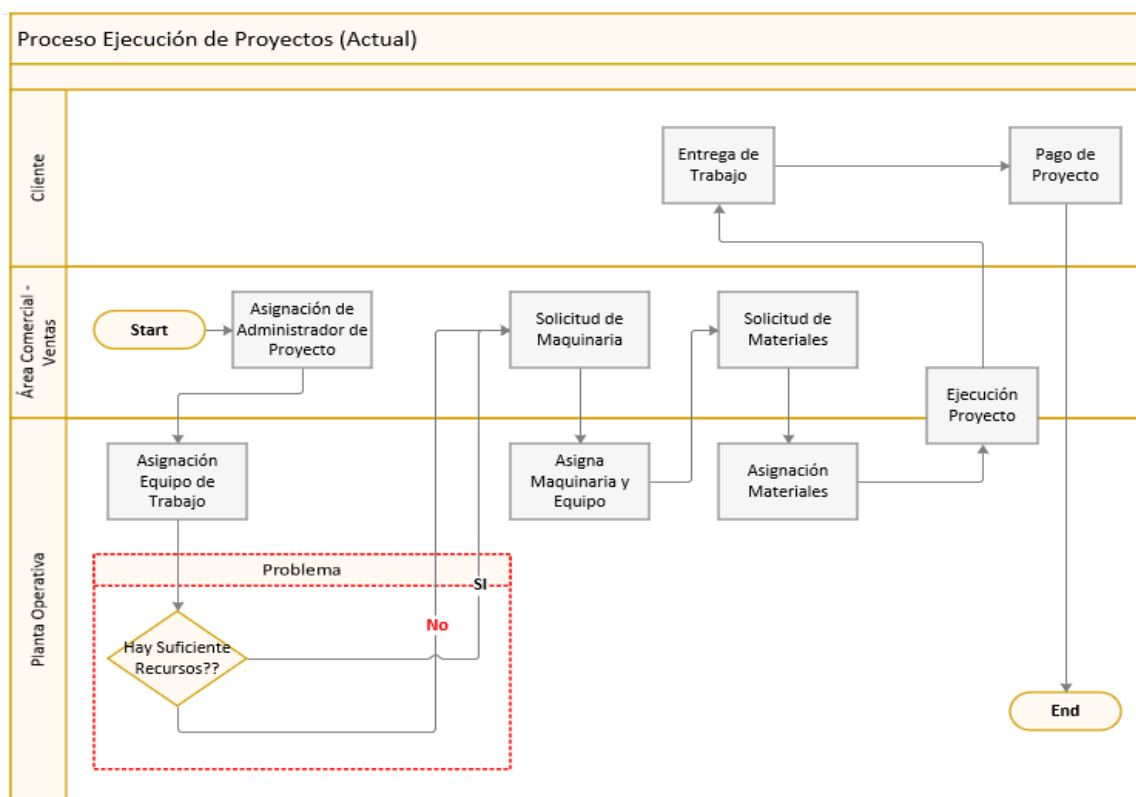 Proceso Ejecución de Proyectos (Actual)
Cliente
Entrega de
Trabajo
Pago de
Proyecto
Área Comercial -
Ventas
Start
Asignación de
Administrador de
Proyecto
Solicitud de
Maquinaria
Solicitud de
Materiales
Ejecución
Proyecto
Planta Operativa
Asignación
Equipo de
Trabajo
Asigna
Maquinaria y
Equipo
Asignación
Materiales
Problema
SI
No
Hay Suficiente
Recursos??
End